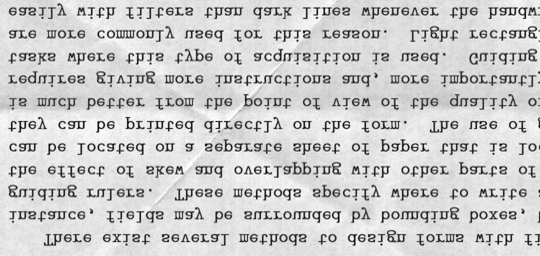 There exist several methods to design forms with fi
instance, fields may be surrounded by bounding boxes,
guiding rulers. These methods specify where to write
the effect of skew and overlapping with other parts of
can be located on a separate sheet of paper that is loc
they can be printed directly on the form. The use of g
is much better from the point of view of the quality o
requires giving more instructions and, more importantly
tasks where this type of acquisition is used. Guiding
are more commonly used for this reason. Light rectangl
easily with filters than dark lines whenever the handw